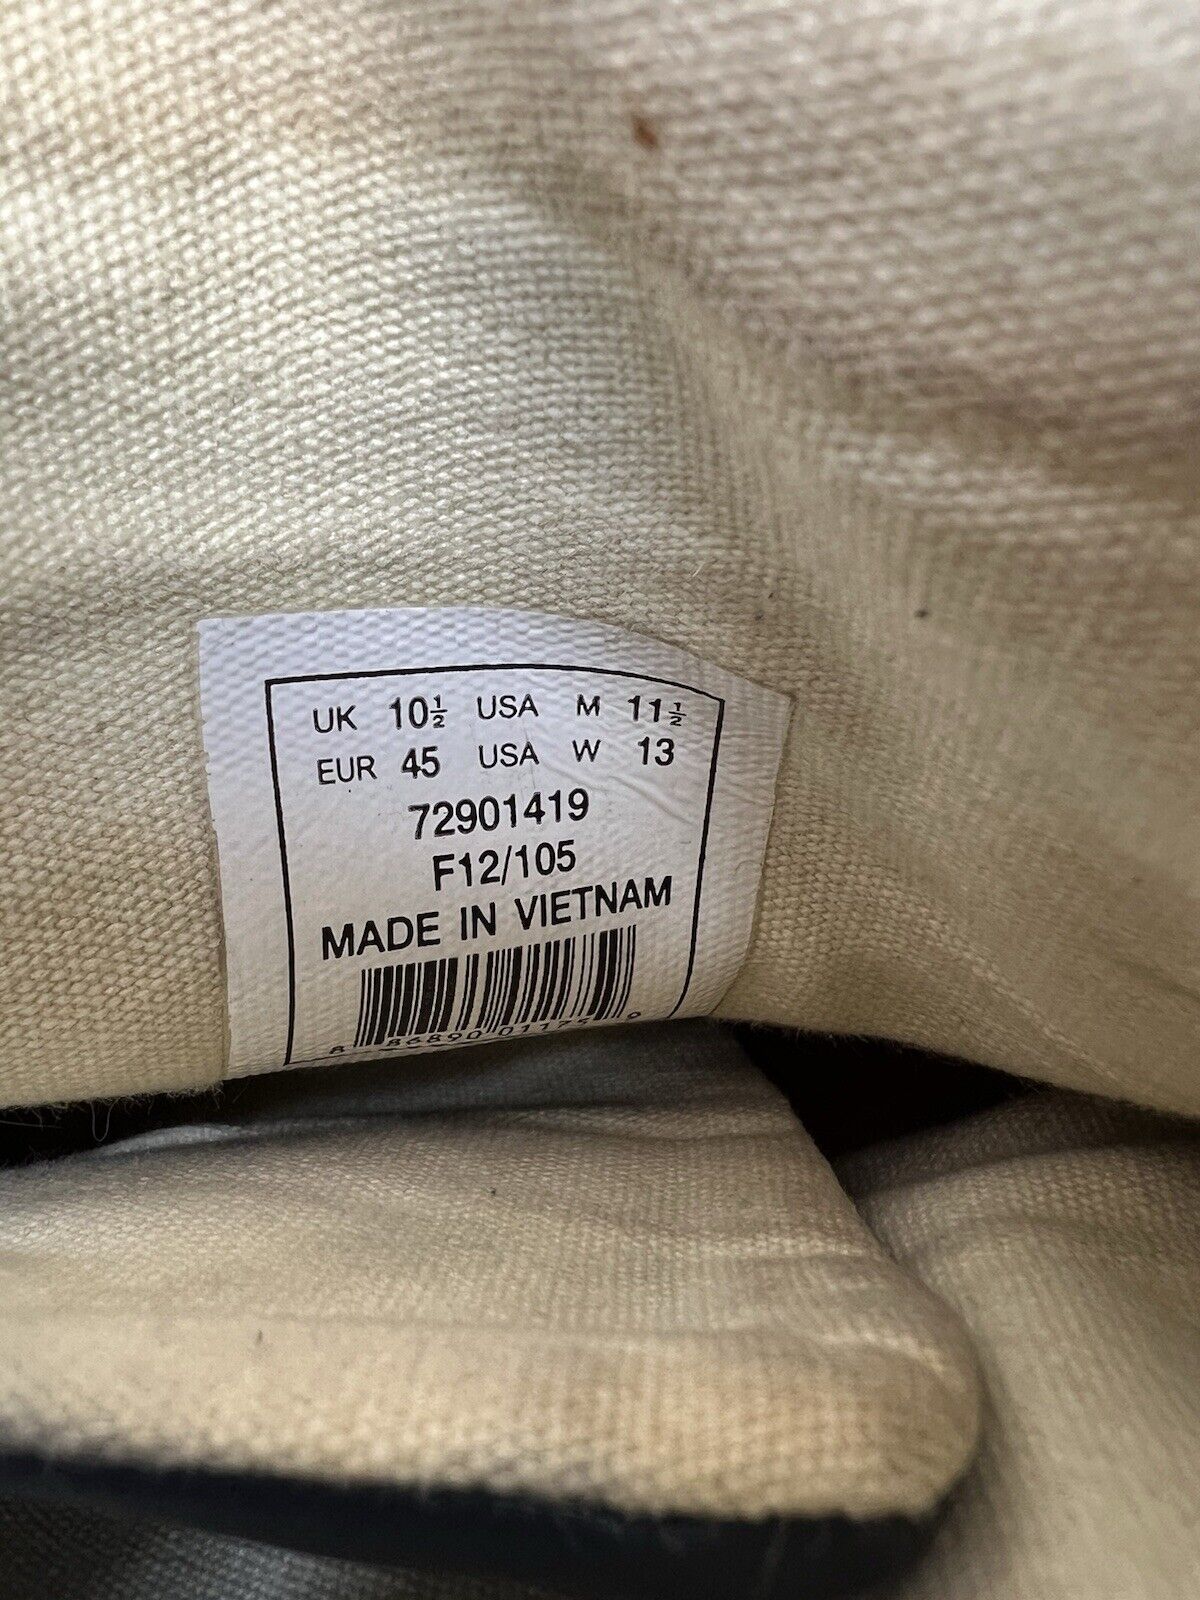 UK 10½ USA M 11½
EUR 45 USA W 13
72901419
F12/105
MADE IN VIETNAM